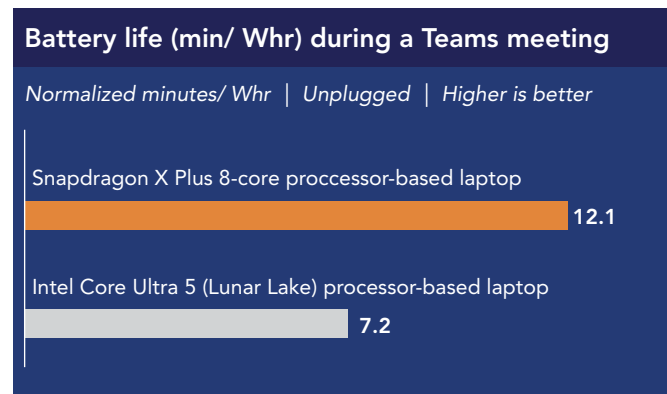 Battery life (min/ Whr) during a Teams meeting
Normalized minutes/ Whr | Unplugged | Higher is better
Snapdragon X Plus 8-core proccessor-based laptop
12.1
Intel Core Ultra 5 (Lunar Lake) processor-based laptop
7.2